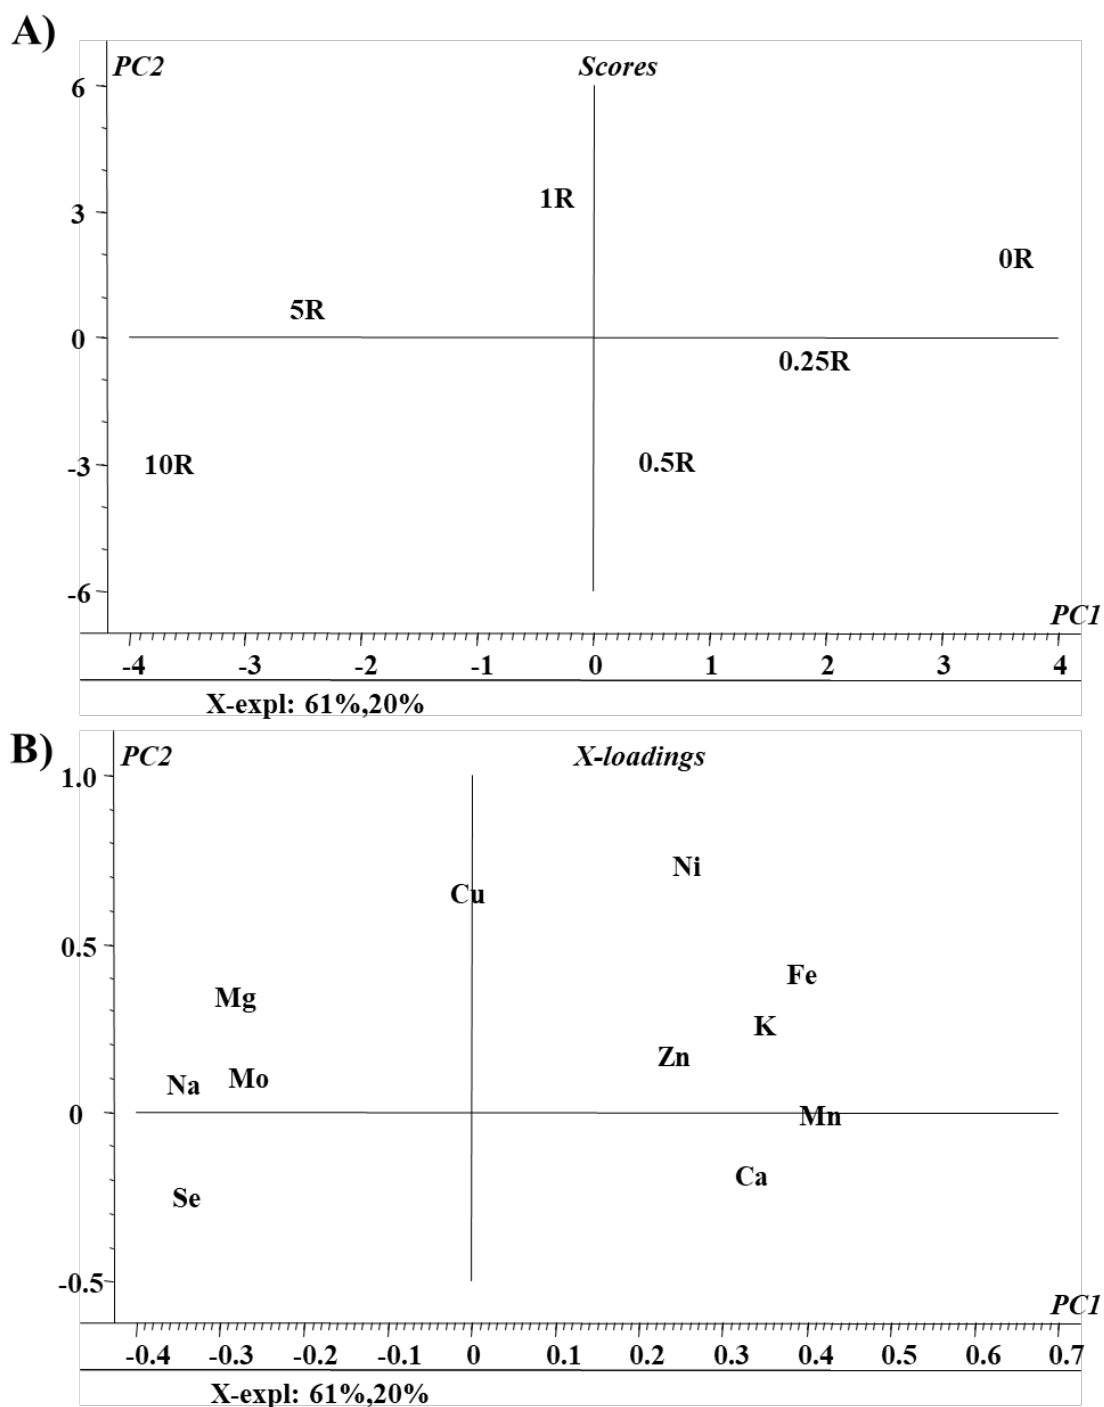 A)
PC2 Scores
6
1R
3
0R
5R
0
0.25R
-3 10R 0.5R
-6
PC1
-4 -3 -2 -1 0 1 2 3 4
X-expl: 61%,20%
B)
PC2 X-loadings
1.0
Ni
Cu
0.5
Fe
Mg
K
Zn
Na Mo
0 Mn
Ca
Se
-0.5
PC1
-0.4 -0.3 -0.2 -0.1 0 0.1 0.2 0.3 0.4 0.5 0.6 0.7
X-expl: 61%,20%